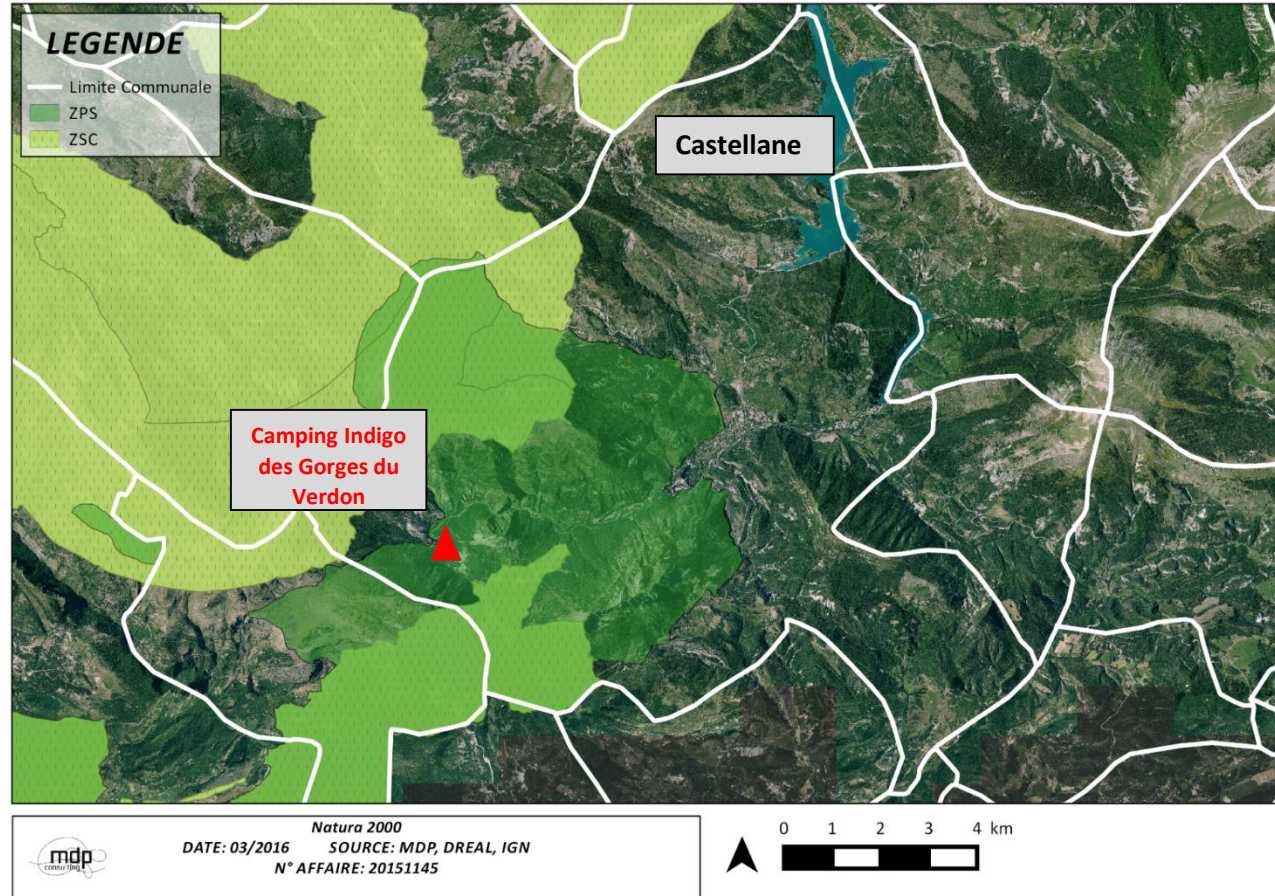 LEGENDE
Limite Communale
ZPS
ZSC
Castellane
Camping Indigo
des Gorges du
Verdon
Natura 2000
DATE: 03/2016 SOURCE: MDP, DREAL, IGN
N° AFFAIRE: 20151145
mdp
consulting
0 1 2 3 4 km